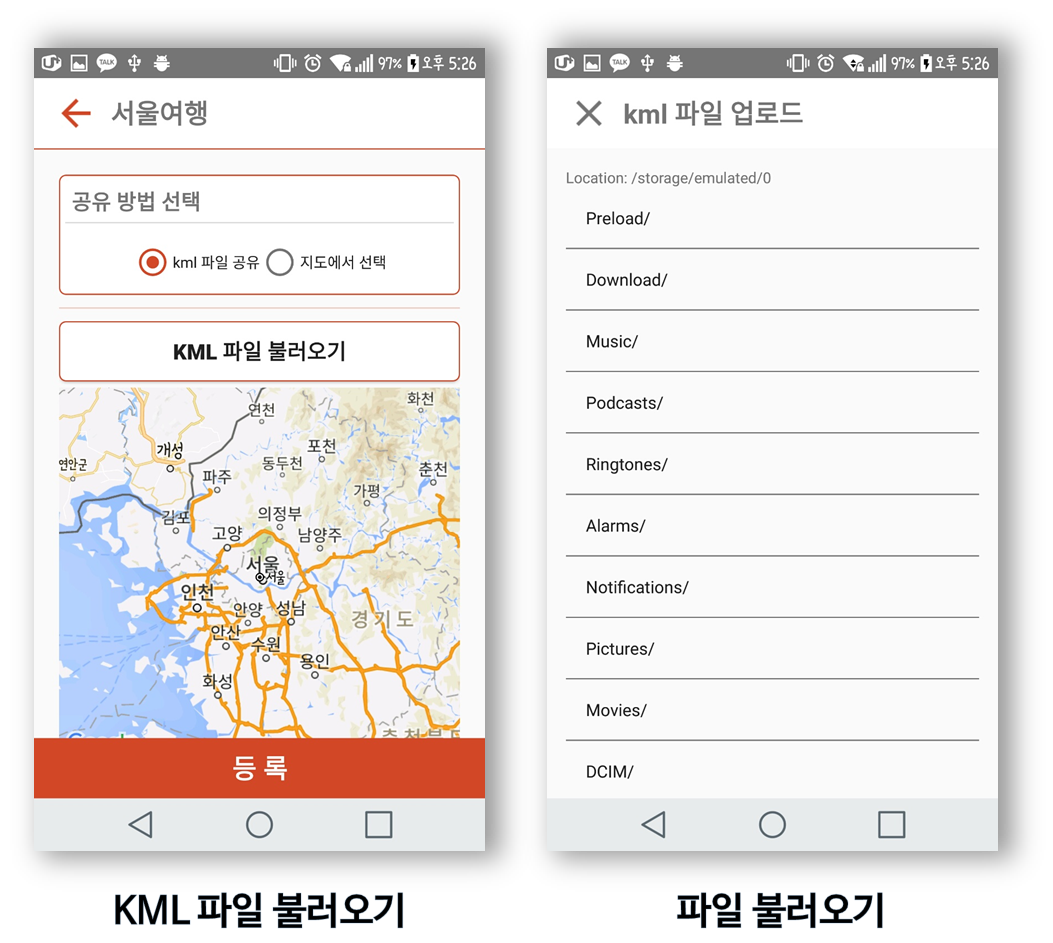 TALK 97% 오후 5:26
서울여행
공유 방법 선택
kml 파일 공유 지도에서 선택
KML 파일 불러오기
화천
연천
개성
포천
연안군
동두천
춘천
파주
가평
김포
의정부
고양
남양주
서울
서울
인천
안양 성남
경기도
안산
수원
용인
화성
등 록
KML 파일 불러오기
TALK 97% 오후 5:26
kml 파일 업로드
Location: /storage/emulated/0
Preload/
Download/
Music/
Podcasts/
Ringtones/
Alarms/
Notifications/
Pictures/
Movies/
DCIM/
파일 불러오기